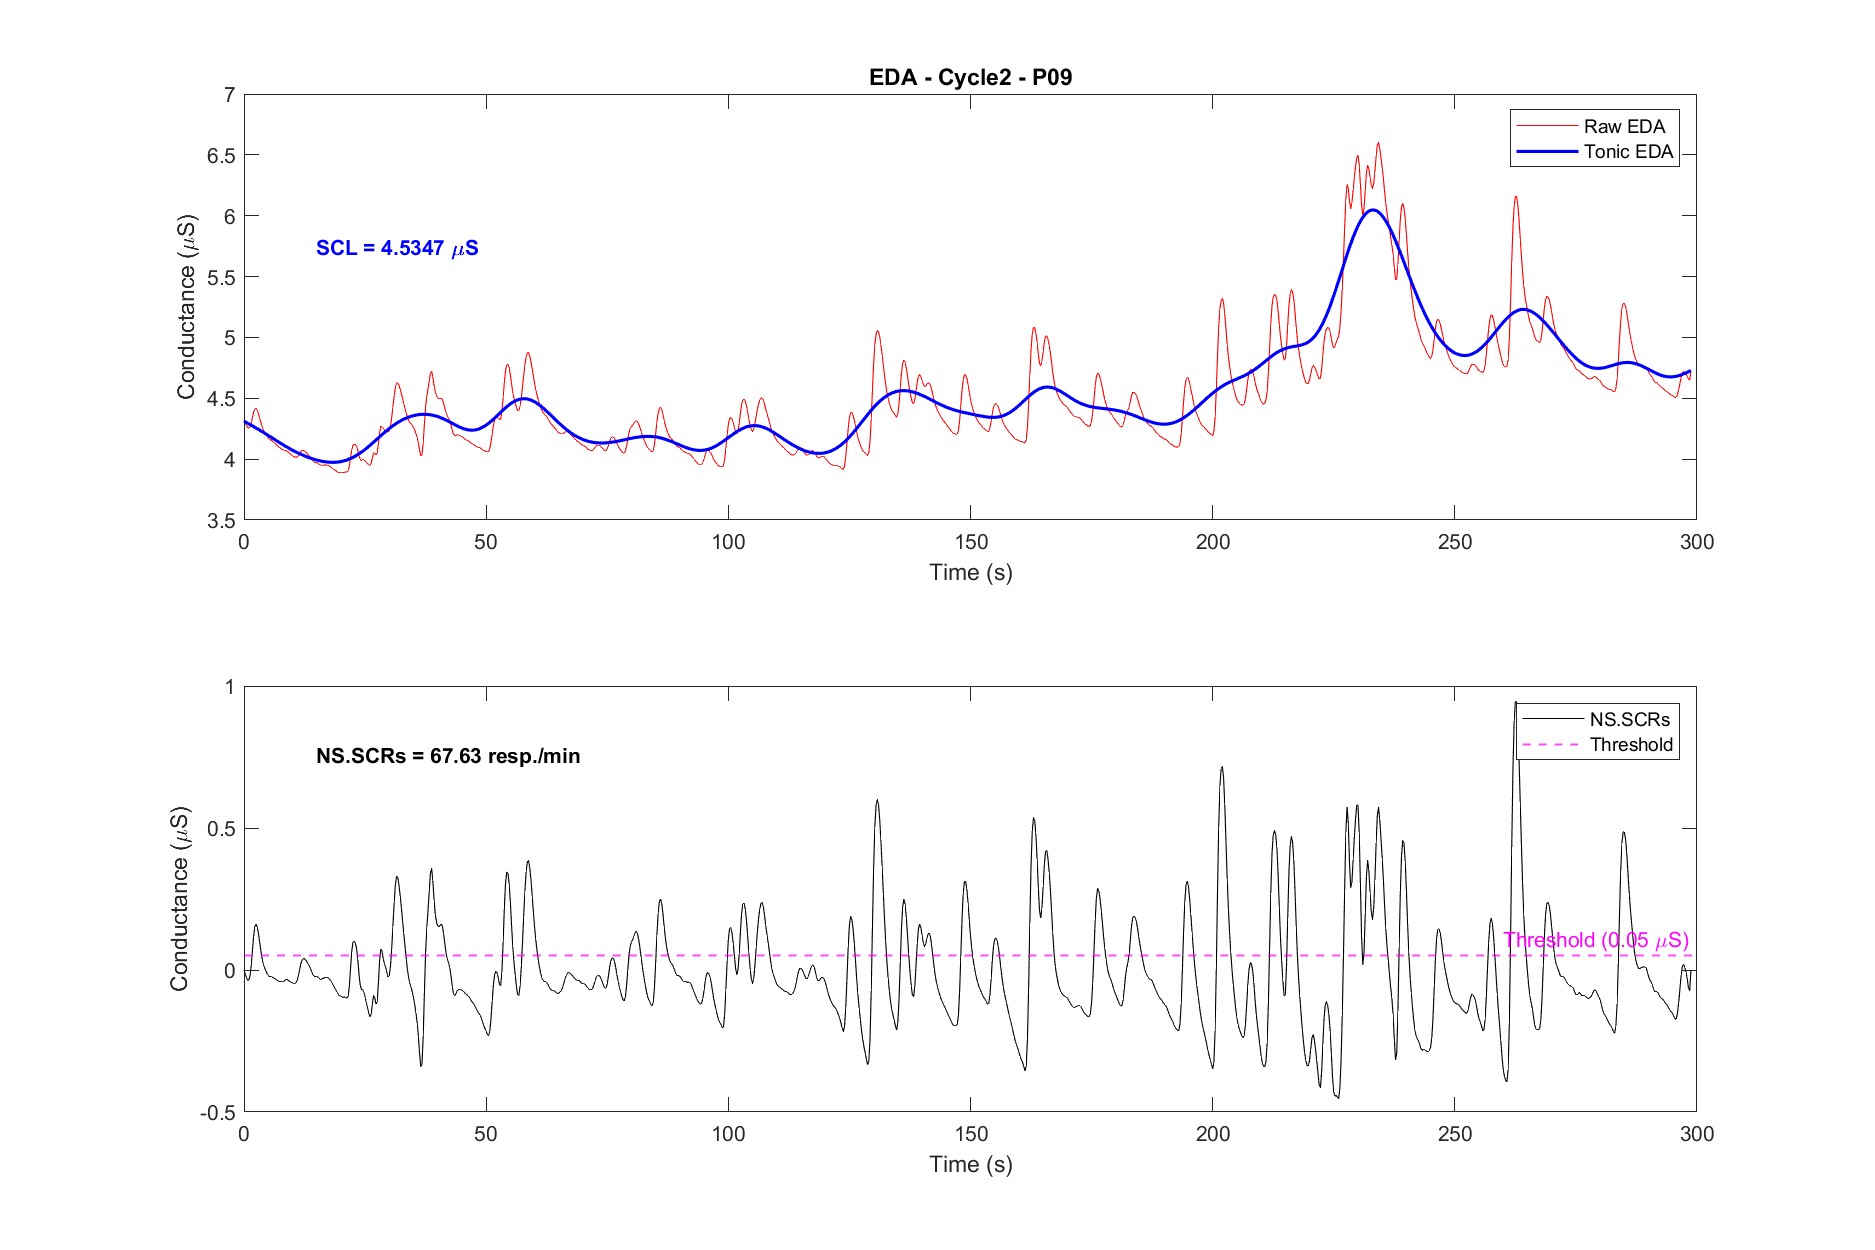 EDA - Cycle2 - P09
7
6.5
6
5.5
5
4.5
4
3.5
Conductance (μS)
SCL = 4.5347 μS
Raw EDA
Tonic EDA
0 50 100 150 200 250 300
Time (s)
1
0.5
0
-0.5
Conductance (μS)
NS.SCRs = 67.63 resp./min
NS.SCRs
Threshold
Threshold (0.05 μS)
0 50 100 150 200 250 300
Time (s)